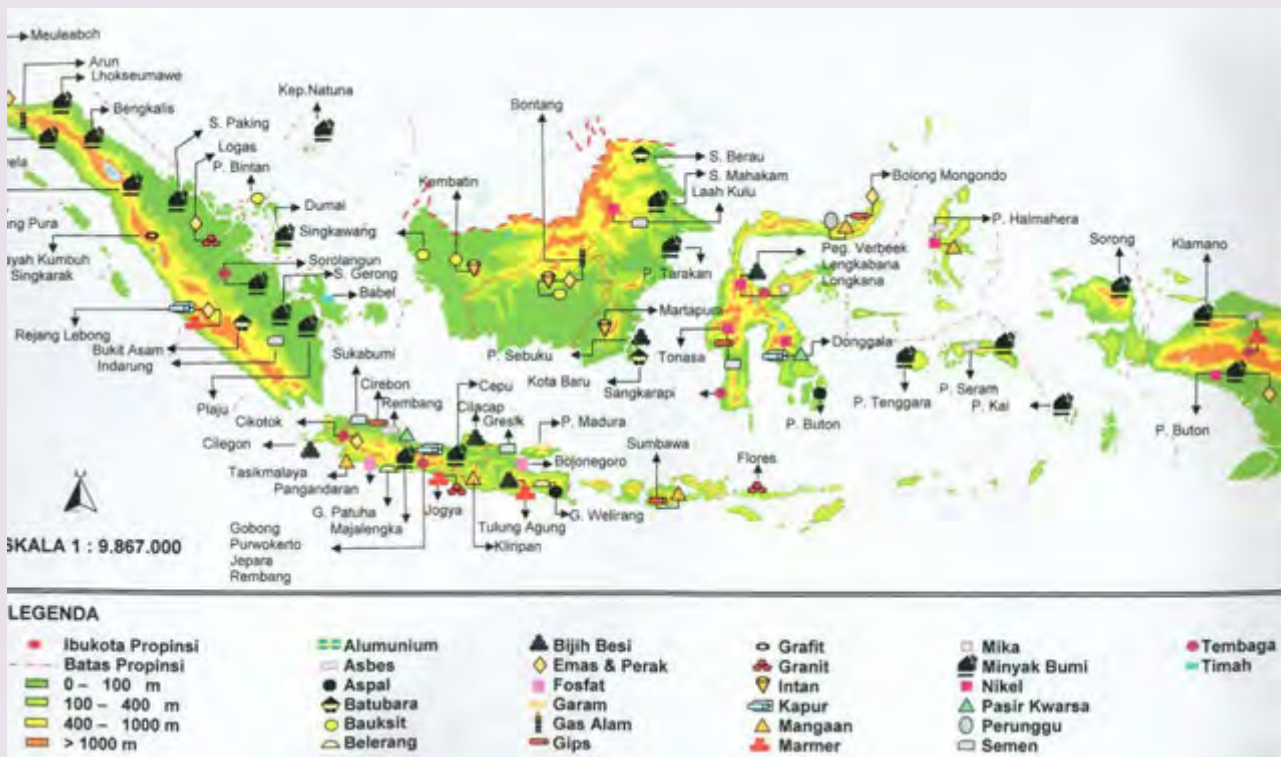 Meuleaboh
Arun
Lhokseumawe
Bengkalis
Kep.Natuna
S. Paking
Logas
P. Bintan
Bontang
Kembatin
S. Berau
S. Mahakam
Laah Kulu
Bolong Mongondo
Dumai
Singkawang
P. Halmahera
Sorong
Klamano
ang Pura
ayah Kumbuh
Singkarak
Sorolangun
S. Gerong
Babel
P. Tarakan
Peg. Verbeek
Lengkabana
Longkana
Martapura
Rejang Lebong
Bukit Asam
Indarung
Sukabumi
P. Sebuku
Kota Baru
Tonasa
Sangkarapi
Donggala
P. Tenggara
P. Seram
P. Kai
P. Buton
P. Buton
Plaju
Cirebon
Rembang
Cepu
Cilacap
Gresik
P. Madura
Cikotok
Cilegon
Sumbawa
Flores
Tasikmalaya
Pangandaran
Bojonegoro
G. Patuha
Majalengka
Jogya
Tulung Agung
Kliripan
G. Welirang
Gobong
Purwokerto
Jepara
Rembang
SKALA 1 : 9.867.000
LEGENDA
Ibukota Propinsi
Batas Propinsi
0 – 100 m
100 – 400 m
400 – 1000 m
> 1000 m
Alumunium
Asbes
Aspal
Batubara
Bauksit
Belerang
Bijih Besi
Emas & Perak
Fosfat
Garam
Gas Alam
Gips
Grafit
Granit
Intan
Kapur
Mangaan
Marmer
Mika
Minyak Bumi
Nikel
Pasir Kwarsa
Perunggu
Semen
Tembaga
Timah